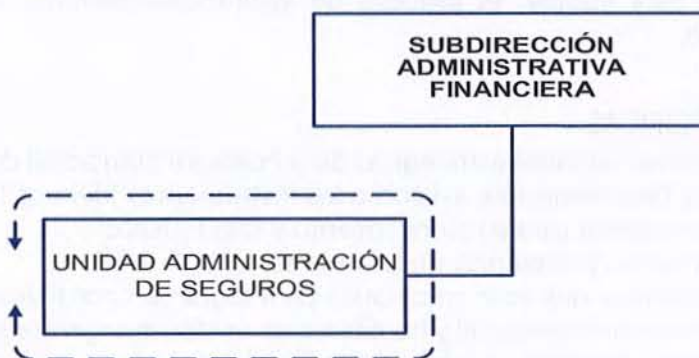 SUBDIRECCIÓN
ADMINISTRATIVA
FINANCIERA
UNIDAD ADMINISTRACIÓN
DE SEGUROS